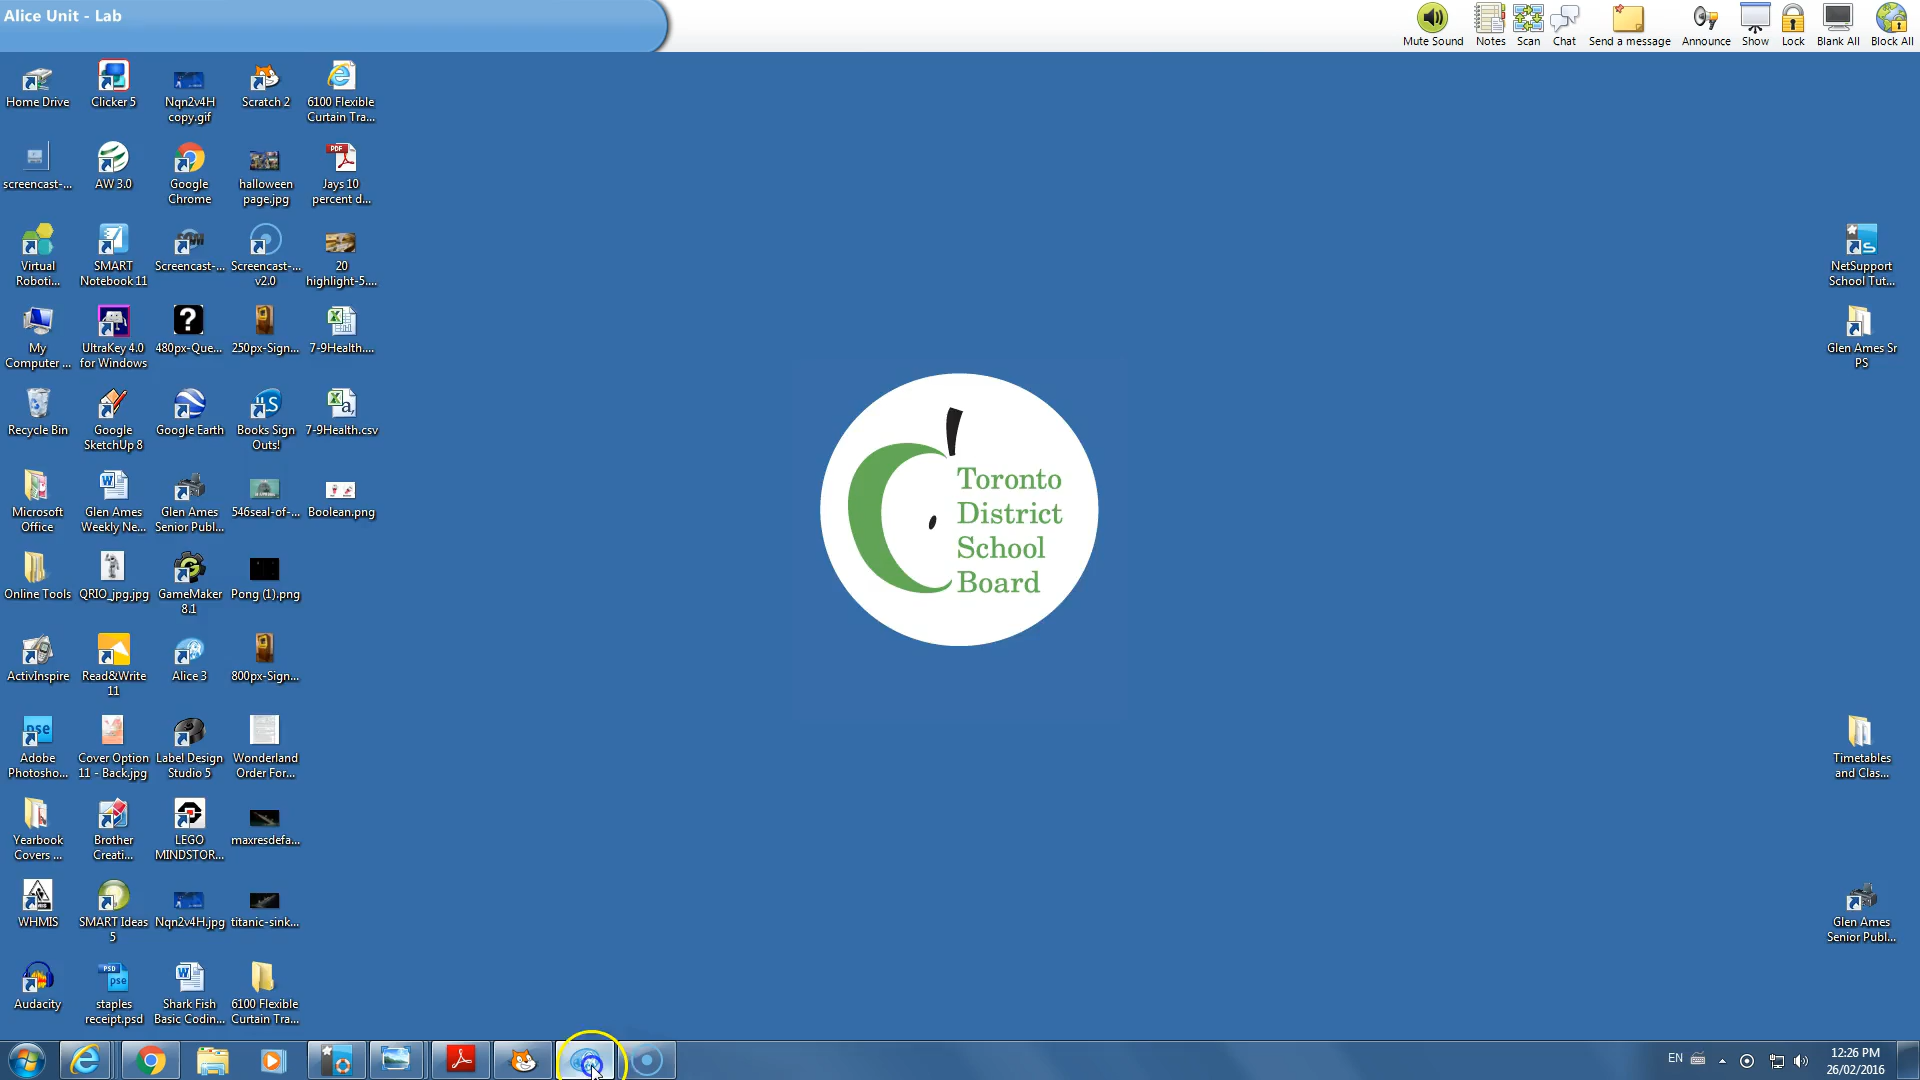 Alice Unit - Lab
Mute Sound
Notes
Scan
Chat
Send a message
Announce
Show
Lock
Blank All
Block All
Home Drive
Clicker 5
Nqn2v4H
copy.gif
Scratch 2
6100 Flexible
Curtain Tra...
screencast-...
AW 3.0
Google
Chrome
halloween
page.jpg
PDF
Jays 10
percent d...
Virtual
Roboti...
SMART
Notebook 11
Screencast-...
Screencast-...
v2.0
20
highlight-5....
NetSupport
School Tut...
My
Computer ...
UltraKey 4.0
for Windows
480px-Que...
250px-Sign...
7-9Health....
Glen Ames Sr
PS
Recycle Bin
Google
SketchUp 8
Google Earth
Books Sign
Outs!
7-9Health.csv
Toronto
District
School
Board
Microsoft
Office
Glen Ames
Weekly Ne...
Glen Ames
Senior Publ...
546seal-of-...
Boolean.png
Online Tools
QRIO_jpg.jpg
GameMaker
8.1
Pong (1).png
ActivInspire
Read&Write
11
Alice 3
800px-Sign...
Adobe
Photosho...
Cover Option
11 - Back.jpg
Label Design
Studio 5
Wonderland
Order For...
Timetables
and Clas...
Yearbook
Covers ...
Brother
Creati...
LEGO
MINDSTOR...
maxresdefa...
WHMIS
SMART Ideas
5
Nqn2v4H.jpg
titanic-sink...
Glen Ames
Senior Publ...
Audacity
staples
receipt.psd
Shark Fish
Basic Codin...
6100 Flexible
Curtain Tra...
EN
12:26 PM
26/02/2016